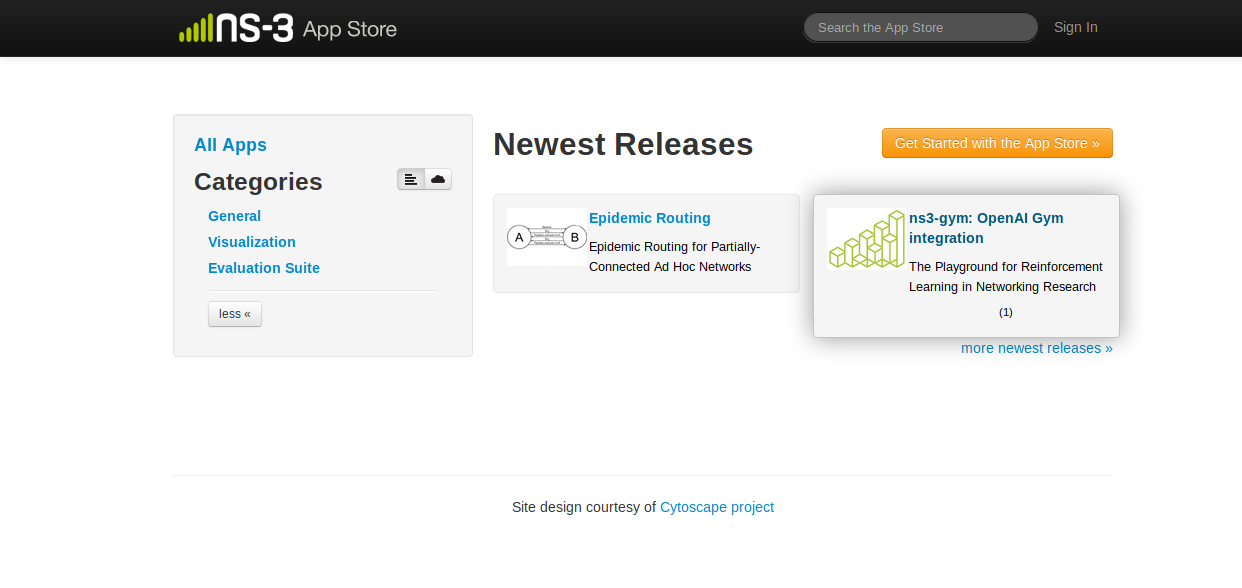 ns-3 App Store
Search the App Store
Sign In
All Apps
Categories
General
Visualization
Evaluation Suite
less «
Newest Releases
Get Started with the App Store »
A
B
Epidemic Routing
Epidemic Routing for Partially-
Connected Ad Hoc Networks
ns3-gym: OpenAI Gym
integration
The Playground for Reinforcement
Learning in Networking Research
(1)
more newest releases »
Site design courtesy of Cytoscape project